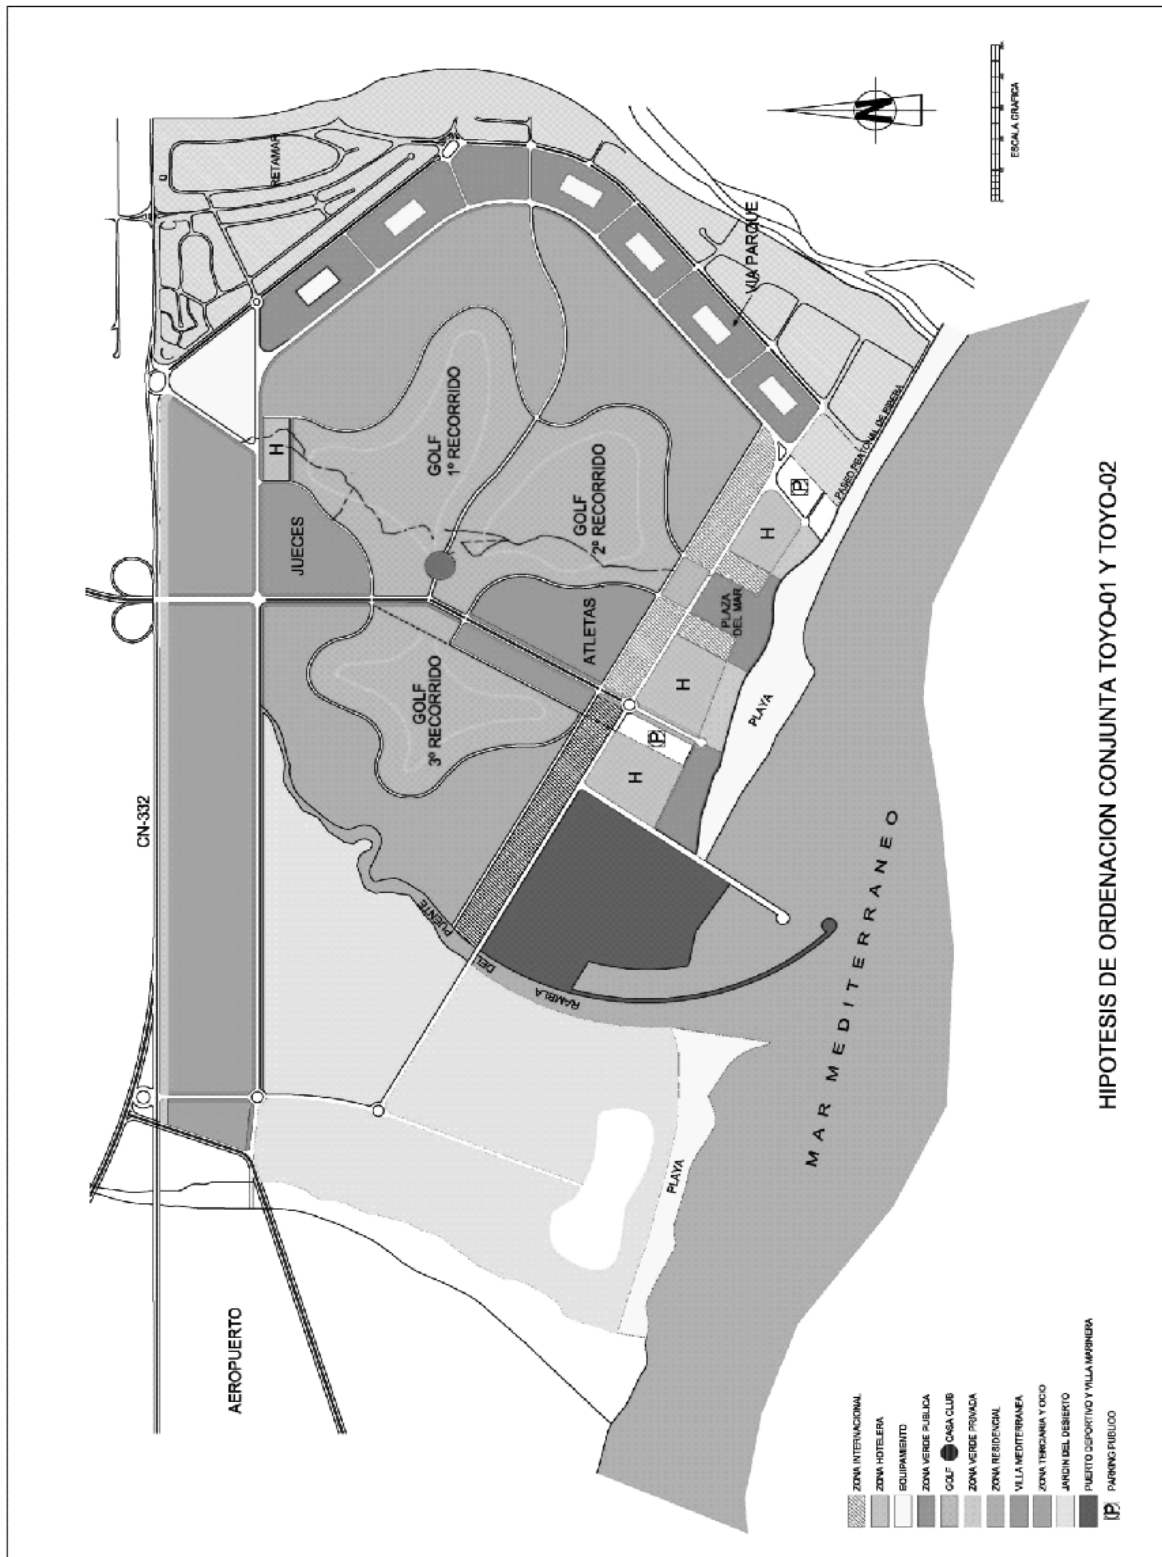 CN-332
AEROPUERTO
RETAMAR
JUECES
H
GOLF
1º RECORRIDO
GOLF
2º RECORRIDO
GOLF
3º RECORRIDO
ATLETAS
VIA PARQUE
PUENTE
DEL
RAMBLA
H
P
H
PLAZA
DEL MAR
H
P
PASEO PEATONAL DE RIBERA
PLAYA
PLAYA
MAR MEDITERRANEO
N
ESCALA GRAFICA
ZONA INTERNACIONAL
ZONA HOTELERA
EQUIPAMIENTO
ZONA VERDE PUBLICA
GOLF CASA CLUB
ZONA VERDE PRIVADA
ZONA RESIDENCIAL
VILLA MEDITERRANEA
ZONA TERCIARIA Y OCIO
JARDIN DEL DESIERTO
PUERTO DEPORTIVO Y VILLA MARINERA
P PARKING PUBLICO
HIPOTESIS DE ORDENACION CONJUNTA TOYO-01 Y TOYO-02